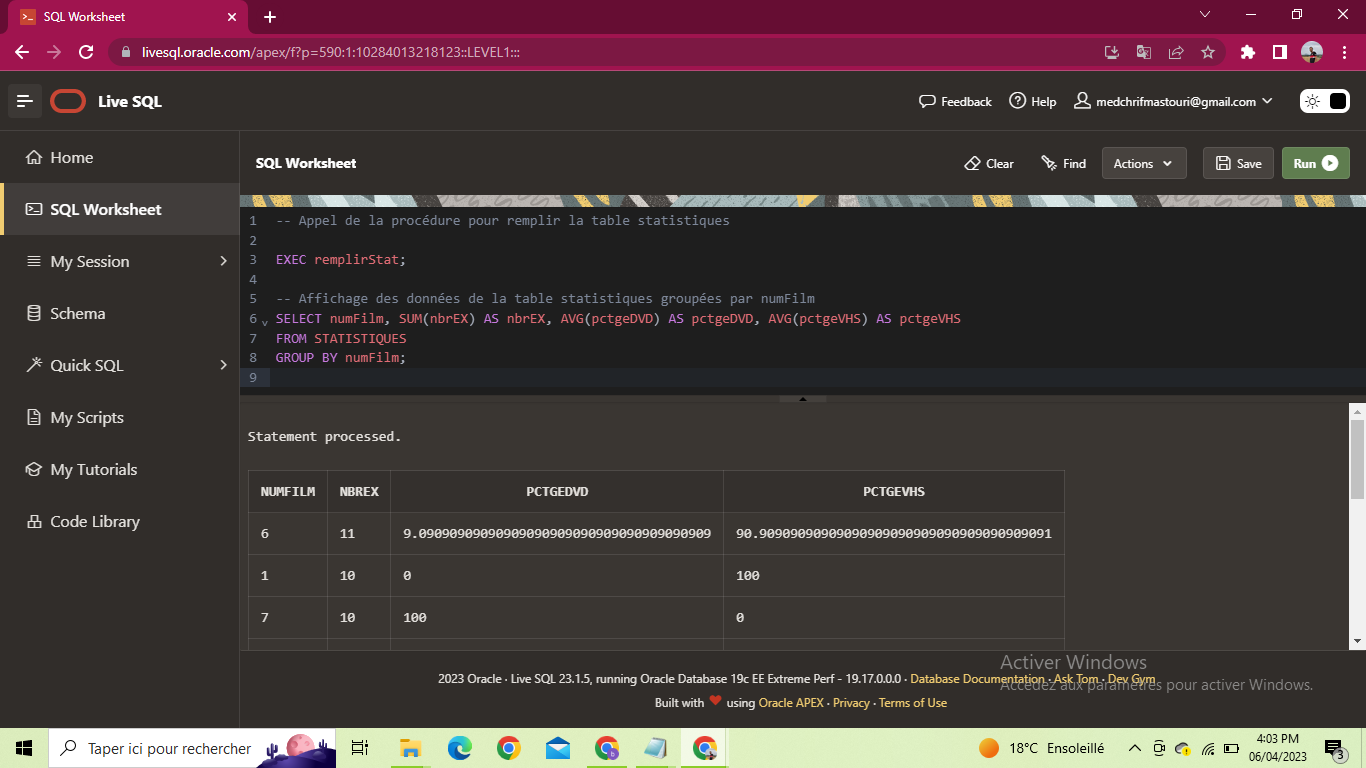 SQL Worksheet
livesql.oracle.com/apex/f?p=590:1:10284013218123::LEVEL1:::
Live SQL
Feedback
Help
medchrifmastouri@gmail.com
Home
SQL Worksheet
My Session
Schema
Quick SQL
My Scripts
My Tutorials
Code Library
SQL Worksheet
Clear
Find
Actions
Save
Run
1 -- Appel de la procédure pour remplir la table statistiques
2
3 EXEC remplirStat;
4
5 -- Affichage des données de la table statistiques groupées par numFilm
6 SELECT numFilm, SUM(nbrEX) AS nbrEX, AVG(pctgeDVD) AS pctgeDVD, AVG(pctgeVHS) AS pctgeVHS
7 FROM STATISTIQUES
8 GROUP BY numFilm;
9
Statement processed.
NUMFILM NBREX PCTGEDVD PCTGEVHS
6 11 9.09090909090909090909090909090909090909 90.90909090909090909090909090909090909091
1 10 0 100
7 10 100 0
2023 Oracle · Live SQL 23.1.5, running Oracle Database 19c EE Extreme Perf - 19.17.0.0.0 · Database Documentation · Ask Tom · Dev Gym
Built with using Oracle APEX · Privacy · Terms of Use
Activer Windows
Accédez aux paramètres pour activer Windows.
Taper ici pour rechercher
18°C Ensoleillé
4:03 PM
06/04/2023
3